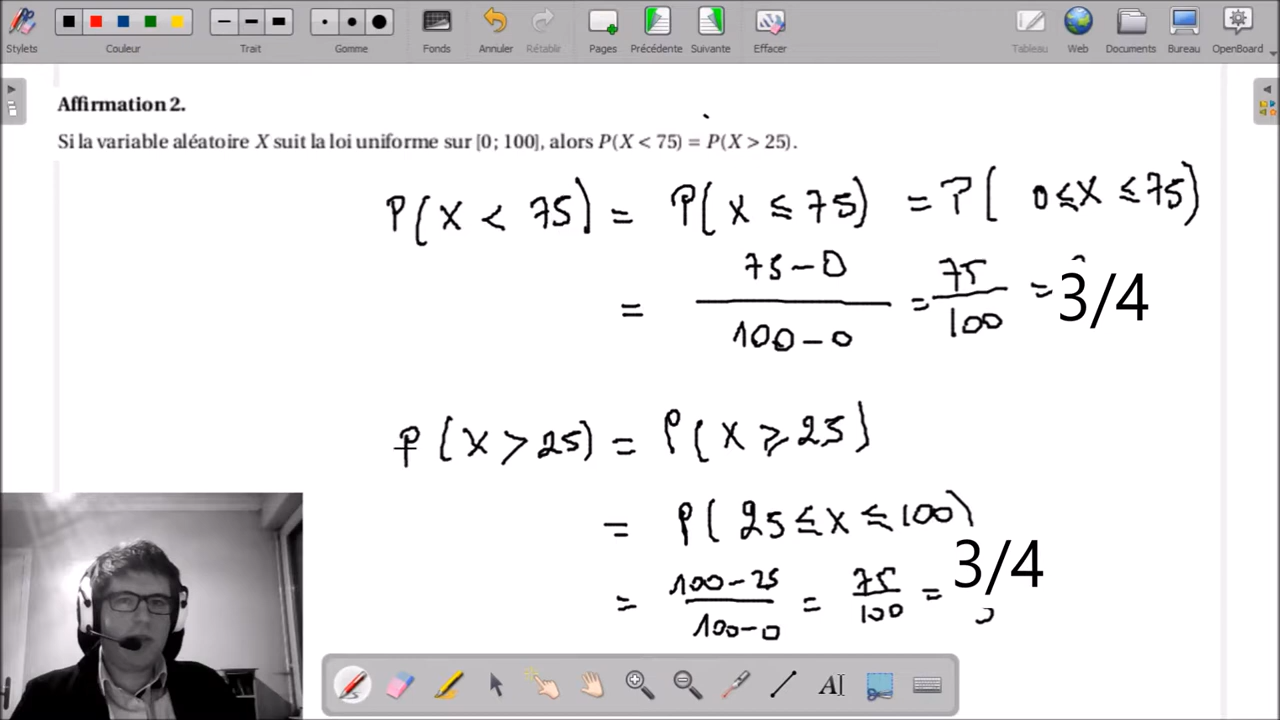 Stylets Couleur Trait Gomme Fonds Annuler Rétablir Pages Précédente Suivante Effacer Tableau Web Documents Bureau OpenBoard
Affirmation 2.
Si la variable aléatoire X suit la loi uniforme sur [0; 100], alors P(X < 75) = P(X > 25).
P(X < 75) = P(X ≤ 75) = P(0 ≤ X ≤ 75)
= 75-0/100-0 = 75/100 = 3/4
P(X > 25) = P(X ≥ 25)
= P(25 ≤ X ≤ 100)
= 100-25/100-0 = 75/100 = 3/4
AI